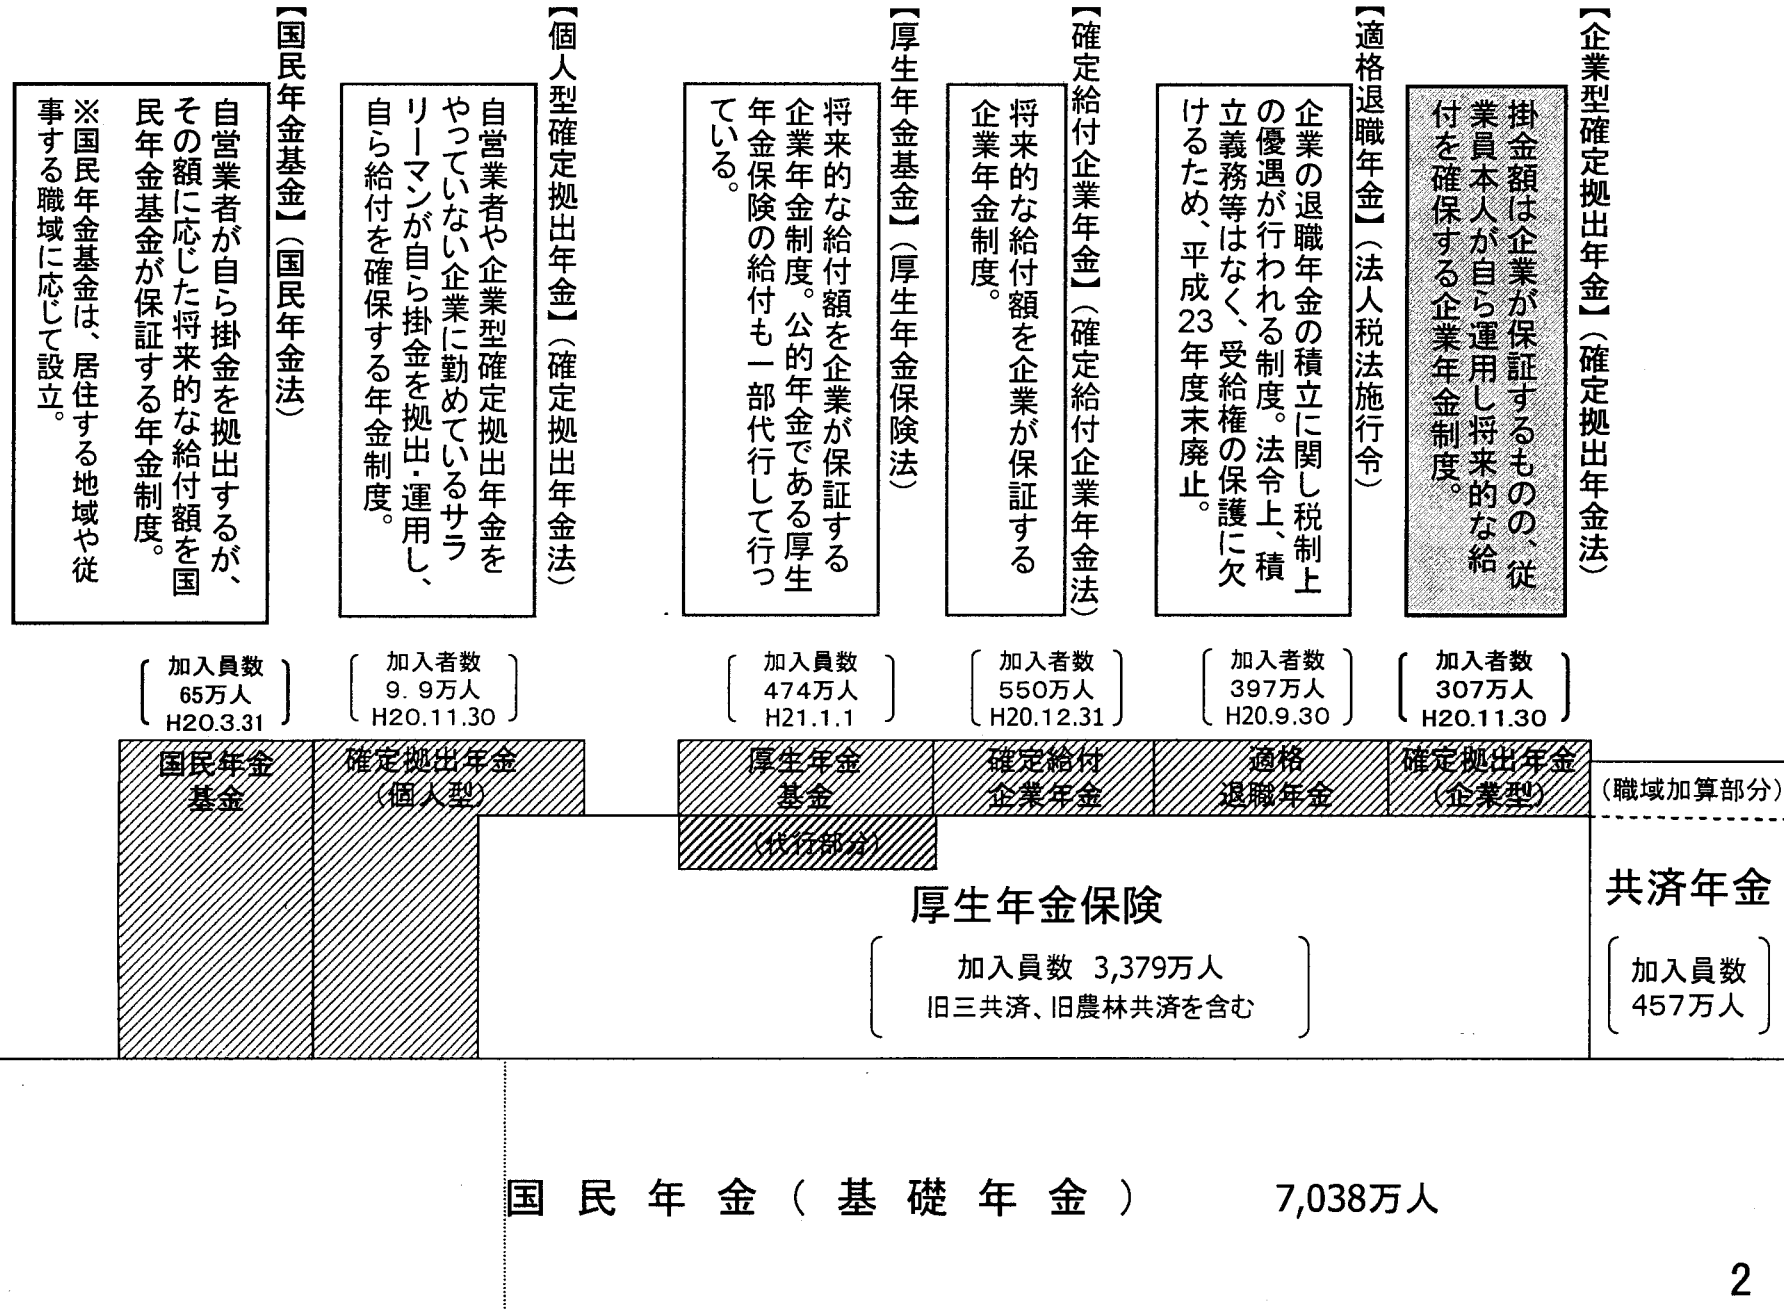 【企業型確定拠出年金】(確定拠出年金法)
掛金額は企業が保証するものの、従
業員本人が自ら運用し将来的な給
付を確保する企業年金制度。
【適格退職年金】(法人税法施行令)
企業の退職年金の積立に関し税制上
の優遇が行われる制度。法令上、積
立義務等はなく、受給権の保護に欠
けるため、平成23年度末廃止。
【確定給付企業年金】(確定給付企業年金法)
将来的な給付額を企業が保証する
企業年金制度。
【厚生年金基金】(厚生年金保険法)
将来的な給付額を企業が保証する
企業年金制度。公的年金である厚生
年金保険の給付も一部代行して行っ
ている。
【個人型確定拠出年金】(確定拠出年金法)
自営業者や企業型確定拠出年金を
やっていない企業に勤めているサラ
リーマンが自ら掛金を拠出・運用し、
自ら給付を確保する年金制度。
【国民年金基金】(国民年金法)
自営業者が自ら掛金を拠出するが、
その額に応じた将来的な給付額を国
民年金基金が保証する年金制度。
※国民年金基金は、居住する地域や従
事する職域に応じて設立。
加入員数
65万人
H20.3.31
加入者数
9.9万人
H20.11.30
加入員数
474万人
H21.1.1
加入者数
550万人
H20.12.31
加入者数
397万人
H20.9.30
加入者数
307万人
H20.11.30
国民年金
基金
確定拠出年金
(個人型)
厚生年金
基金
確定給付
企業年金
適格
退職年金
確定拠出年金
(企業型)
(職域加算部分)
(代行部分)
厚生年金保険
加入員数 3,379万人
旧三共済、旧農林共済を含む
共済年金
加入員数
457万人
国民年金(基礎年金) 7,038万人
2